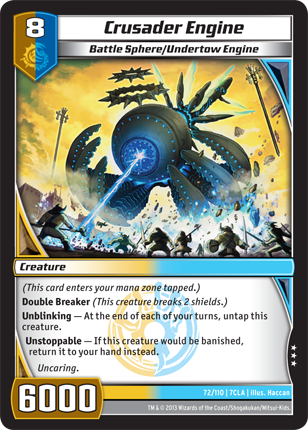 8
Crusader Engine
Battle Sphere/Undertow Engine
Creature
(This card enters your mana zone tapped.)
Double Breaker (This creature breaks 2 shields.)
Unblinking — At the end of each of your turns, untap this
creature.
Unstoppable — If this creature would be banished,
return it to your hand instead.
Uncaring.
6000
72/110 | 7CLA | Illus. Haccan
TM & © 2013 Wizards of the Coast/Shogakukan/Mitsui-Kids.